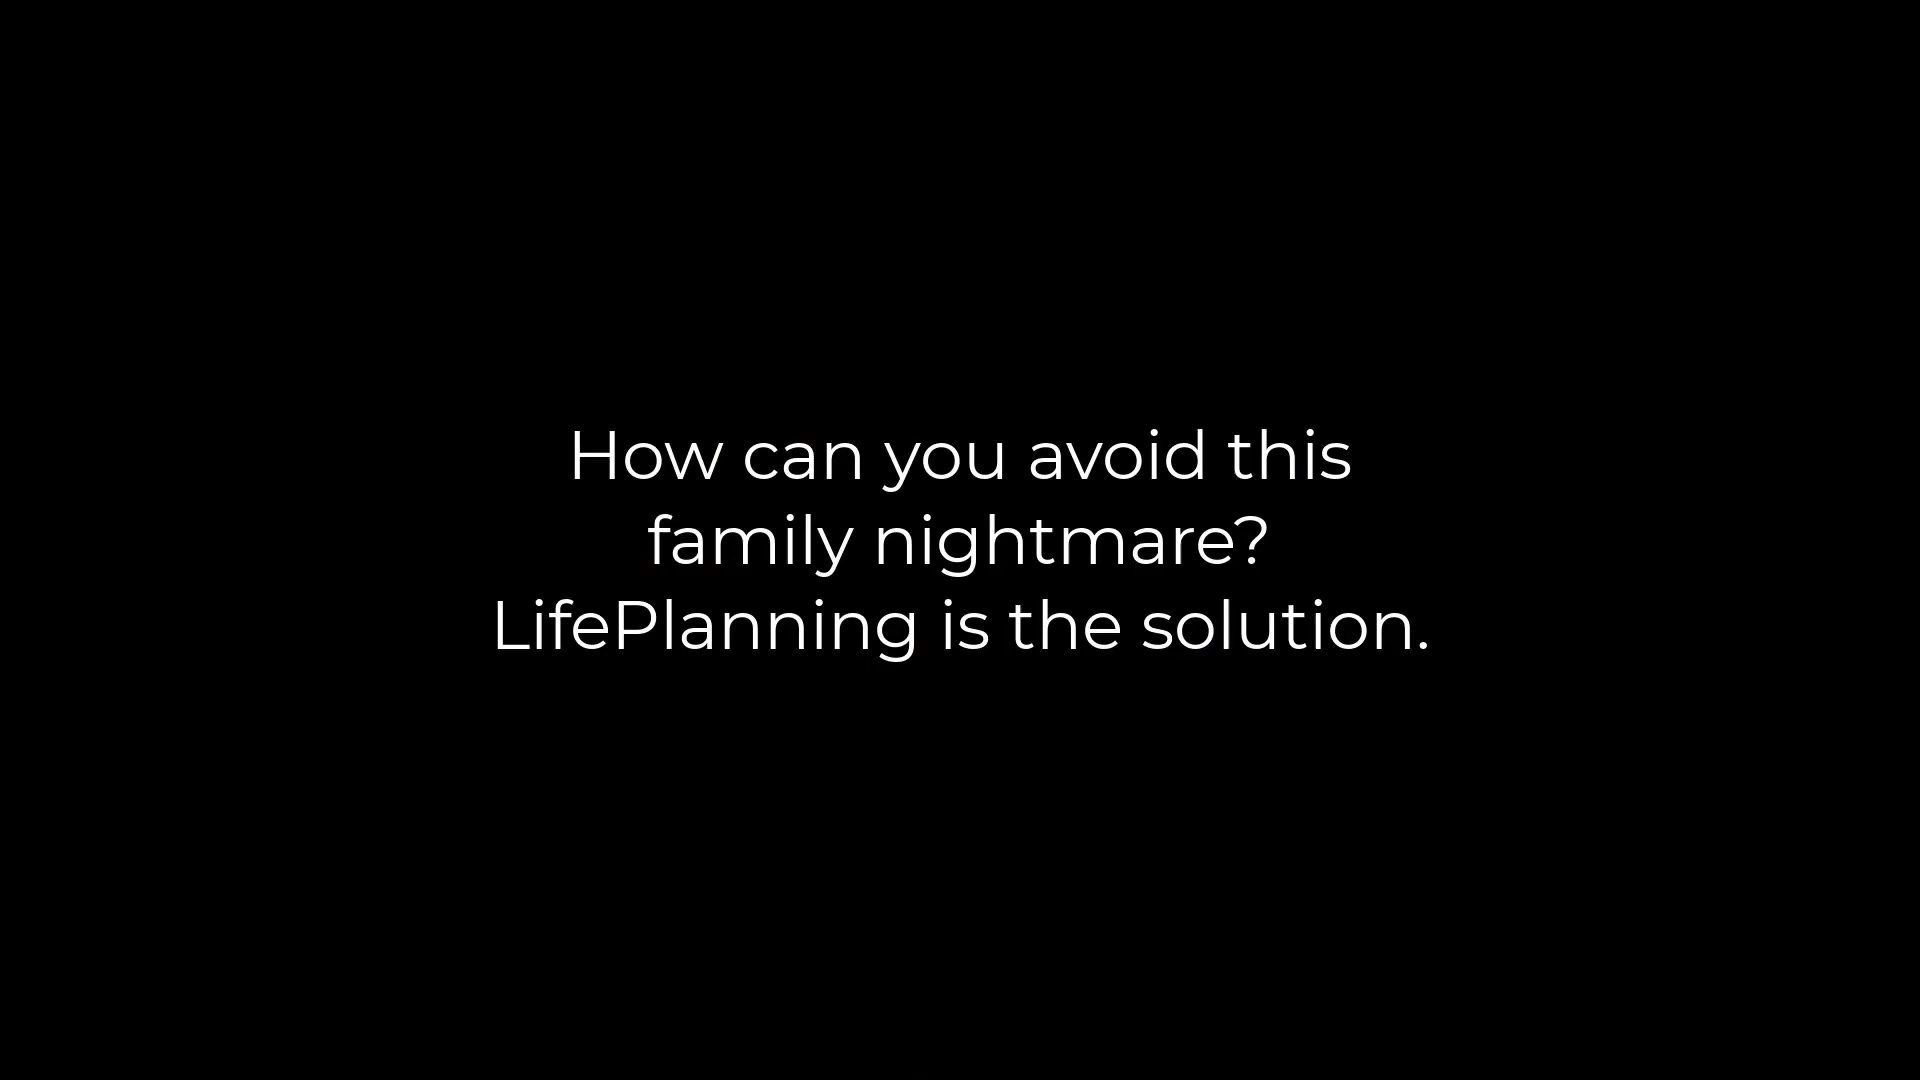 How can you avoid this
family nightmare?
LifePlanning is the solution.